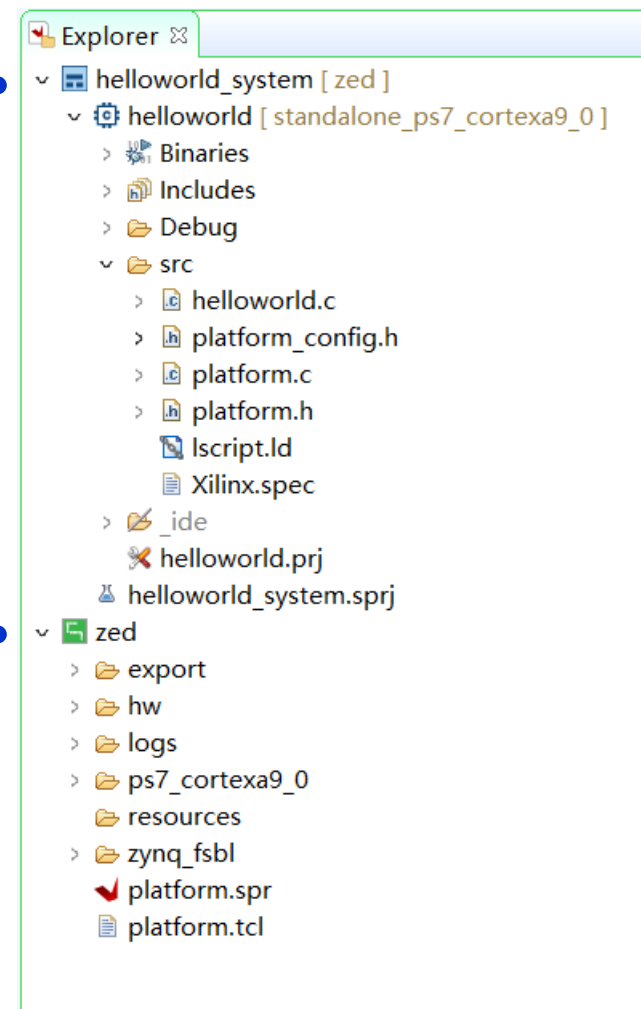 Explorer
helloworld_system [ zed ]
helloworld [ standalone_ps7_cortexa9_0 ]
Binaries
Includes
Debug
src
helloworld.c
platform_config.h
platform.c
platform.h
lscript.ld
Xilinx.spec
_ide
helloworld.prj
helloworld_system.sprj
zed
export
hw
logs
ps7_cortexa9_0
resources
zynq_fsbl
platform.spr
platform.tcl